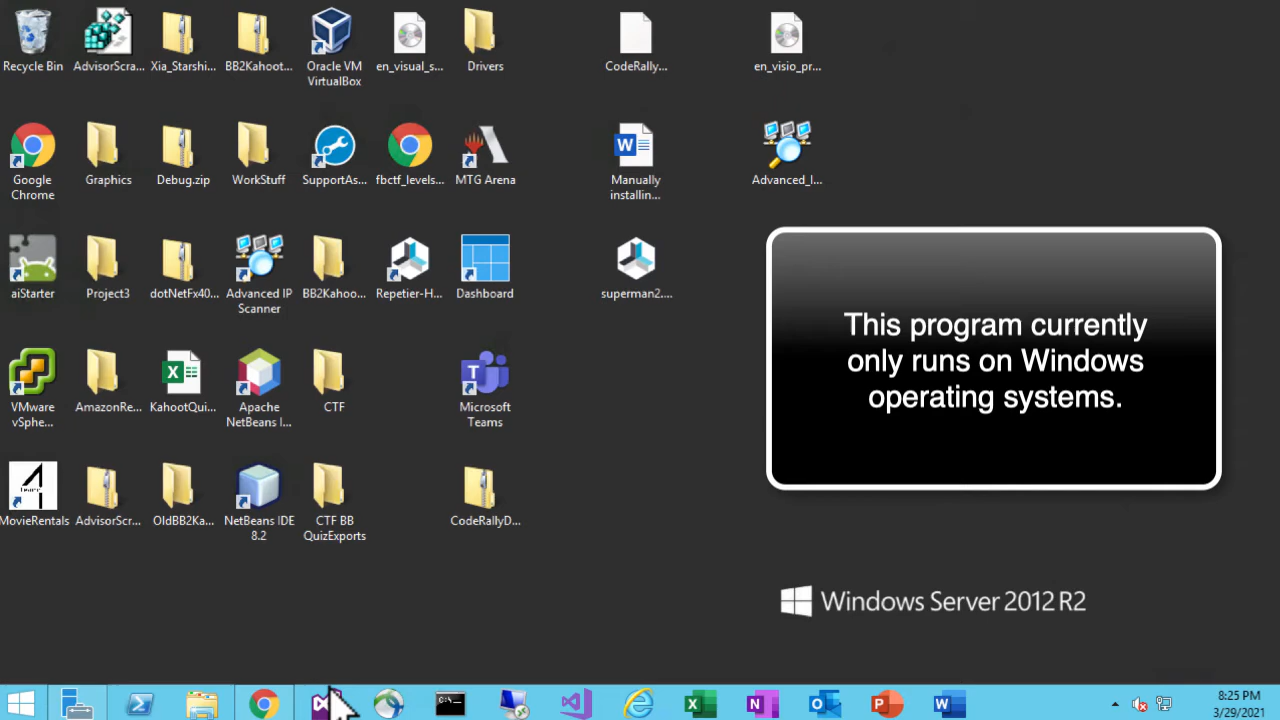 Recycle Bin
AdvisorScra...
Xia_Starshi...
BB2Kahoot...
Oracle VM
VirtualBox
en_visual_s...
Drivers
CodeRally...
en_visio_pr...
Google
Chrome
Graphics
Debug.zip
WorkStuff
SupportAs...
fbctf_levels...
MTG Arena
W
Manually
installin...
Advanced_I...
aiStarter
Project3
dotNetFx40...
Advanced IP
Scanner
BB2Kahoo...
Repetier-H...
Dashboard
superman2....
This program currently
only runs on Windows
operating systems.
VMware
vSphe...
AmazonRe...
X
KahootQui...
Apache
NetBeans I...
CTF
T
Microsoft
Teams
MovieRentals
AdvisorScr...
OldBB2Ka...
NetBeans IDE
8.2
CTF BB
QuizExports
CodeRallyD...
Windows Server 2012 R2
C:\
X
N
O
P
W
8:25 PM
3/29/2021